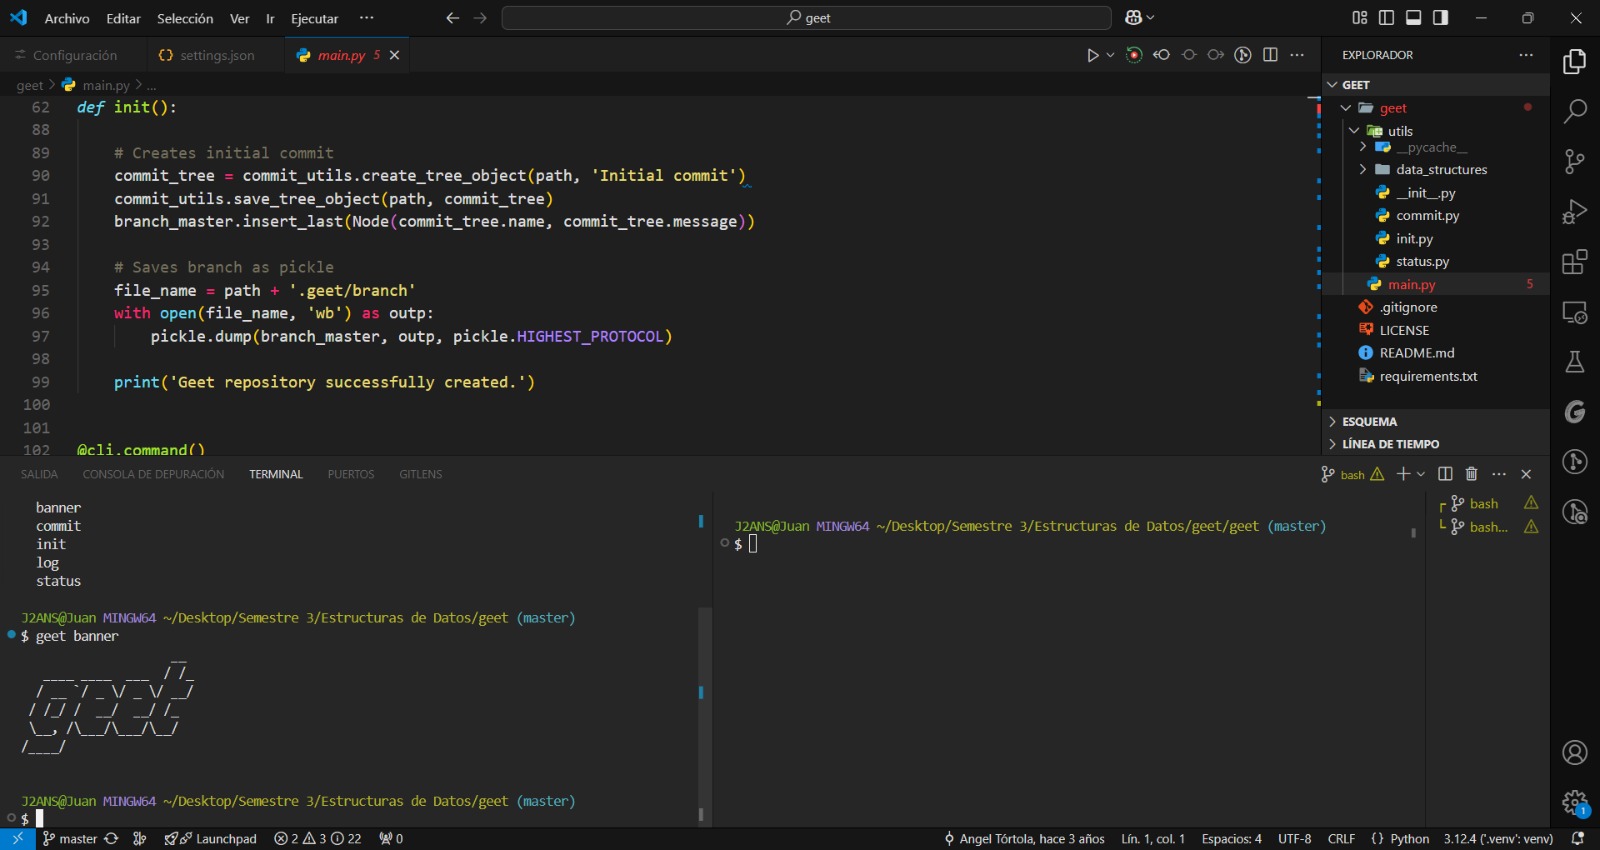 Archivo Editar Selección Ver Ir Ejecutar ···
geet
Configuración
settings.json
main.py 5
geet > main.py > ...
62 def init():
88
89 # Creates initial commit
90 commit_tree = commit_utils.create_tree_object(path, 'Initial commit')
91 commit_utils.save_tree_object(path, commit_tree)
92 branch_master.insert_last(Node(commit_tree.name, commit_tree.message))
93
94 # Saves branch as pickle
95 file_name = path + '.geet/branch'
96 with open(file_name, 'wb') as outp:
97 pickle.dump(branch_master, outp, pickle.HIGHEST_PROTOCOL)
98
99 print('Geet repository successfully created.')
100
101
102 @cli.command()
EXPLORADOR
GEET
geet
utils
__pycache__
data_structures
__init__.py
commit.py
init.py
status.py
main.py 5
.gitignore
LICENSE
README.md
requirements.txt
ESQUEMA
LÍNEA DE TIEMPO
SALIDA CONSOLA DE DEPURACIÓN TERMINAL PUERTOS GITLENS
bash
banner
commit
init
log
status
J2ANS@Juan MINGW64 ~/Desktop/Semestre 3/Estructuras de Datos/geet (master)
$ geet banner
geet
J2ANS@Juan MINGW64 ~/Desktop/Semestre 3/Estructuras de Datos/geet (master)
$
J2ANS@Juan MINGW64 ~/Desktop/Semestre 3/Estructuras de Datos/geet/geet (master)
$
bash
bash...
1
master Launchpad 2 3 22 0 Angel Tórtola, hace 3 años Lín. 1, col. 1 Espacios: 4 UTF-8 CRLF {} Python 3.12.4 ('.venv': venv)